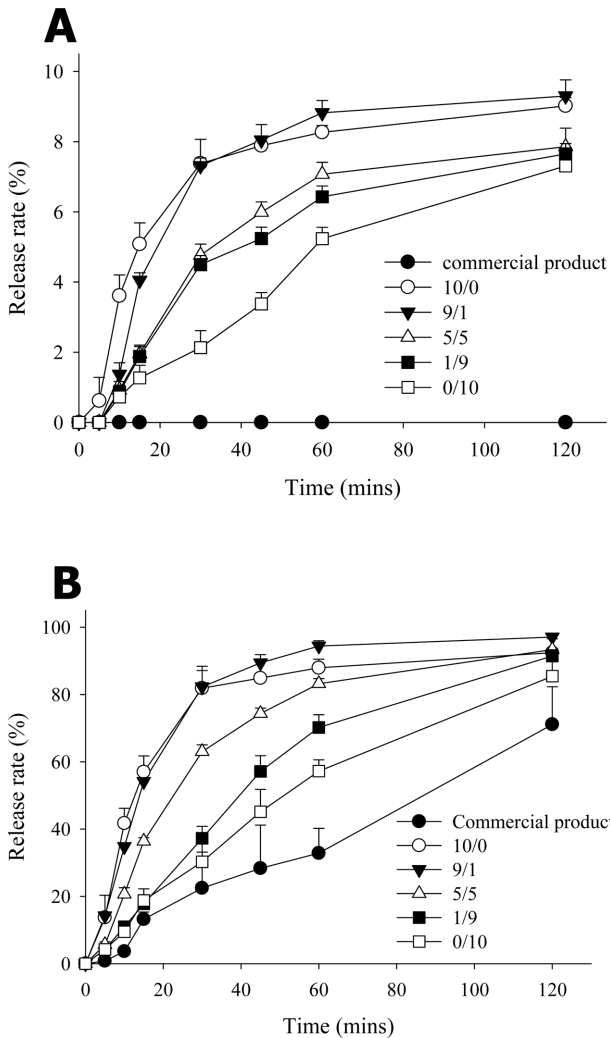 A
10
8
6
4
2
0
Release rate (%)
commercial product
10/0
9/1
5/5
1/9
0/10
0 20 40 60 80 100 120
Time (mins)
B
100
80
60
40
20
0
Release rate (%)
Commercial product
10/0
9/1
5/5
1/9
0/10
0 20 40 60 80 100 120
Time (mins)